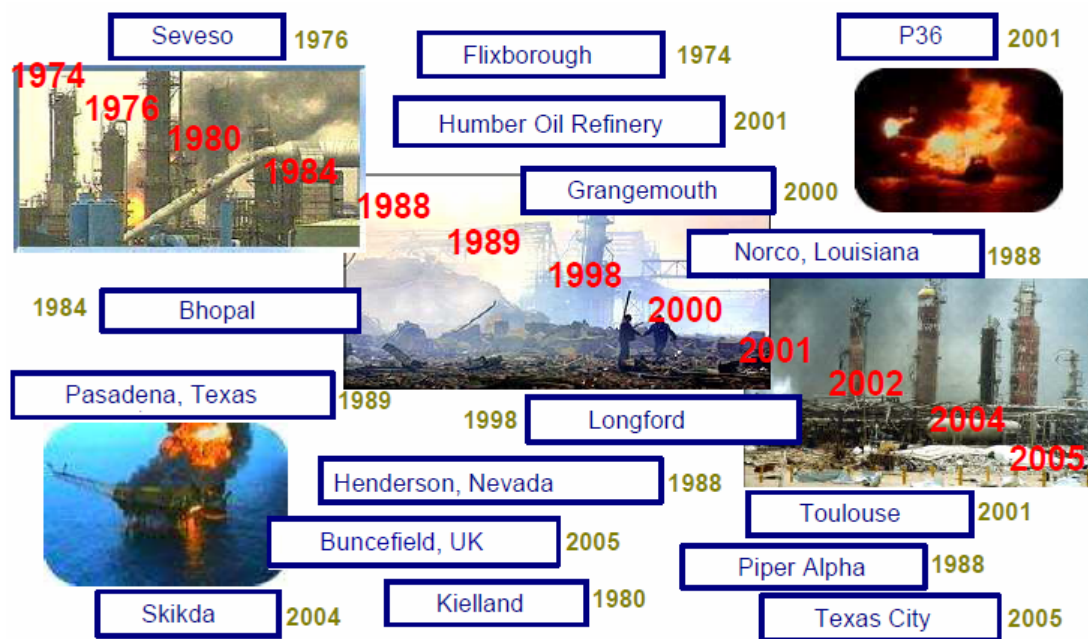 Seveso 1976
Flixborough 1974
P36 2001
1974
1976
Humber Oil Refinery 2001
1980
1984
Grangemouth 2000
1988
1989
Norco, Louisiana 1988
1998
1984 Bhopal
2000
2001
Pasadena, Texas 1989
2002
1998 Longford
2004
2005
Henderson, Nevada 1988
Toulouse 2001
Buncefield, UK 2005
Piper Alpha 1988
Skikda 2004
Kielland 1980
Texas City 2005